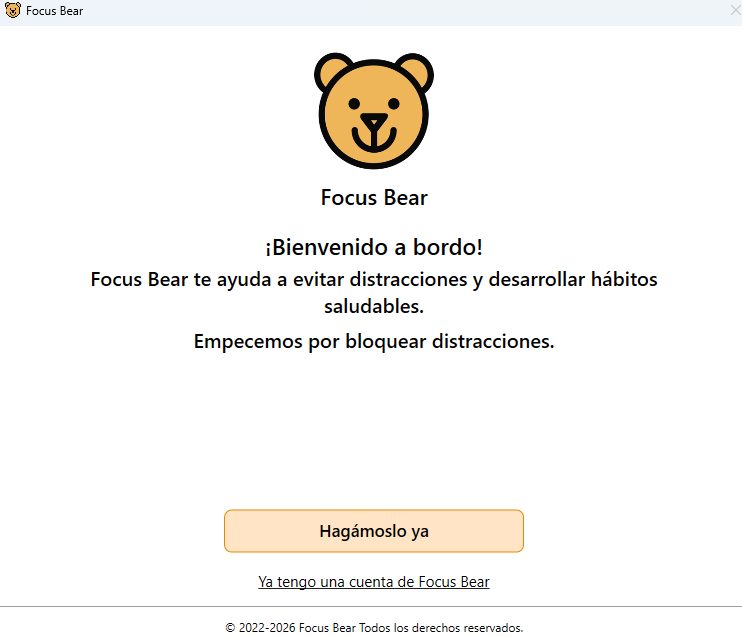 Focus Bear
Focus Bear
¡Bienvenido a bordo!
Focus Bear te ayuda a evitar distracciones y desarrollar hábitos
saludables.
Empecemos por bloquear distracciones.
Hagámoslo ya
Ya tengo una cuenta de Focus Bear
© 2022-2026 Focus Bear Todos los derechos reservados.